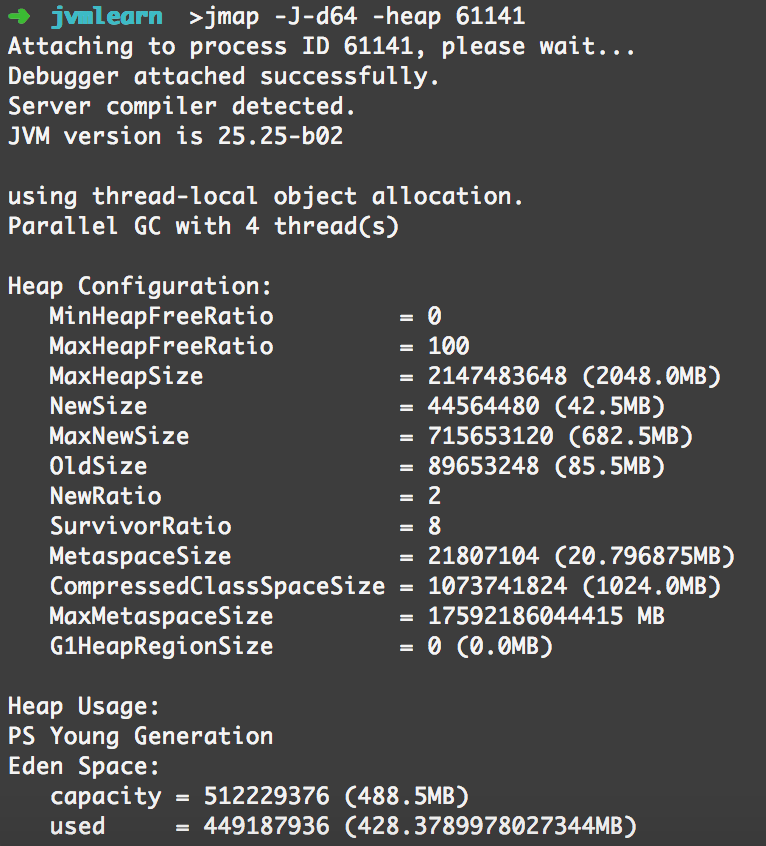 ➜ jvmlearn >jmap -J-d64 -heap 61141
Attaching to process ID 61141, please wait...
Debugger attached successfully.
Server compiler detected.
JVM version is 25.25-b02
using thread-local object allocation.
Parallel GC with 4 thread(s)
Heap Configuration:
MinHeapFreeRatio = 0
MaxHeapFreeRatio = 100
MaxHeapSize = 2147483648 (2048.0MB)
NewSize = 44564480 (42.5MB)
MaxNewSize = 715653120 (682.5MB)
OldSize = 89653248 (85.5MB)
NewRatio = 2
SurvivorRatio = 8
MetaspaceSize = 21807104 (20.796875MB)
CompressedClassSpaceSize = 1073741824 (1024.0MB)
MaxMetaspaceSize = 17592186044415 MB
G1HeapRegionSize = 0 (0.0MB)
Heap Usage:
PS Young Generation
Eden Space:
capacity = 512229376 (488.5MB)
used = 449187936 (428.3789978027344MB)